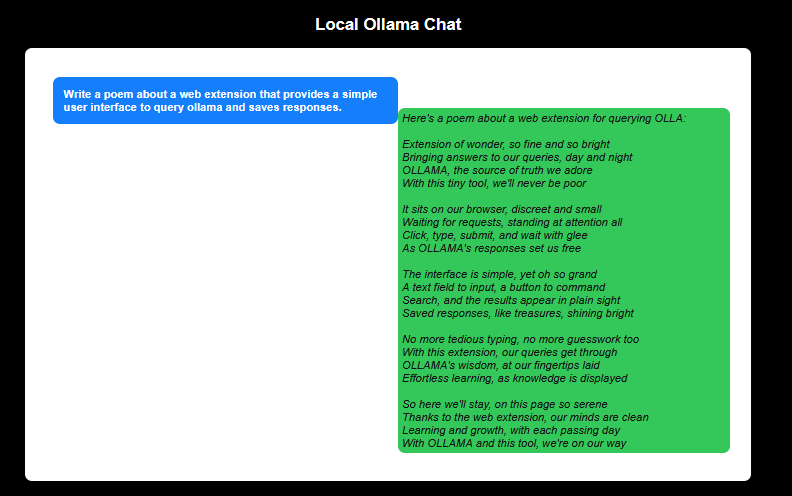 Local Ollama Chat
Write a poem about a web extension that provides a simple
user interface to query ollama and saves responses.
Here's a poem about a web extension for querying OLLA:
Extension of wonder, so fine and so bright
Bringing answers to our queries, day and night
OLLAMA, the source of truth we adore
With this tiny tool, we'll never be poor
It sits on our browser, discreet and small
Waiting for requests, standing at attention all
Click, type, submit, and wait with glee
As OLLAMA's responses set us free
The interface is simple, yet oh so grand
A text field to input, a button to command
Search, and the results appear in plain sight
Saved responses, like treasures, shining bright
No more tedious typing, no more guesswork too
With this extension, our queries get through
OLLAMA's wisdom, at our fingertips laid
Effortless learning, as knowledge is displayed
So here we'll stay, on this page so serene
Thanks to the web extension, our minds are clean
Learning and growth, with each passing day
With OLLAMA and this tool, we're on our way